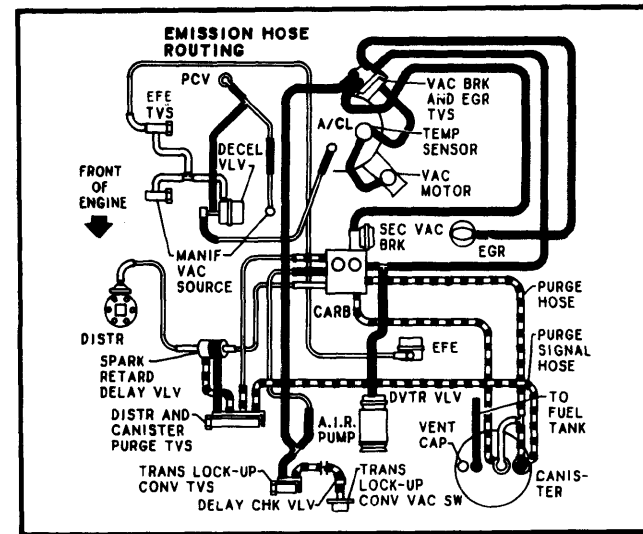 EMISSION HOSE
ROUTING
PCV
EFE
TVS
A/CL
VAC BRK
AND EGR
TVS
TEMP
SENSOR
DECEL
VLV
VAC
MOTOR
FRONT
OF
ENGINE
SEC VAC
BRK
EGR
MANIF
VAC
SOURCE
CARB
PURGE
HOSE
DISTR
EFE
PURGE
SIGNAL
HOSE
SPARK
RETARD
DELAY VLV
DVTR VLV
TO
FUEL
TANK
DISTR AND
CANISTER
PURGE TVS
A.I.R.
PUMP
VENT
CAP
TRANS LOCK-UP
CONV TVS
TRANS
LOCK-UP
CONV VAC SW
CANIS-
TER
DELAY CHK VLV